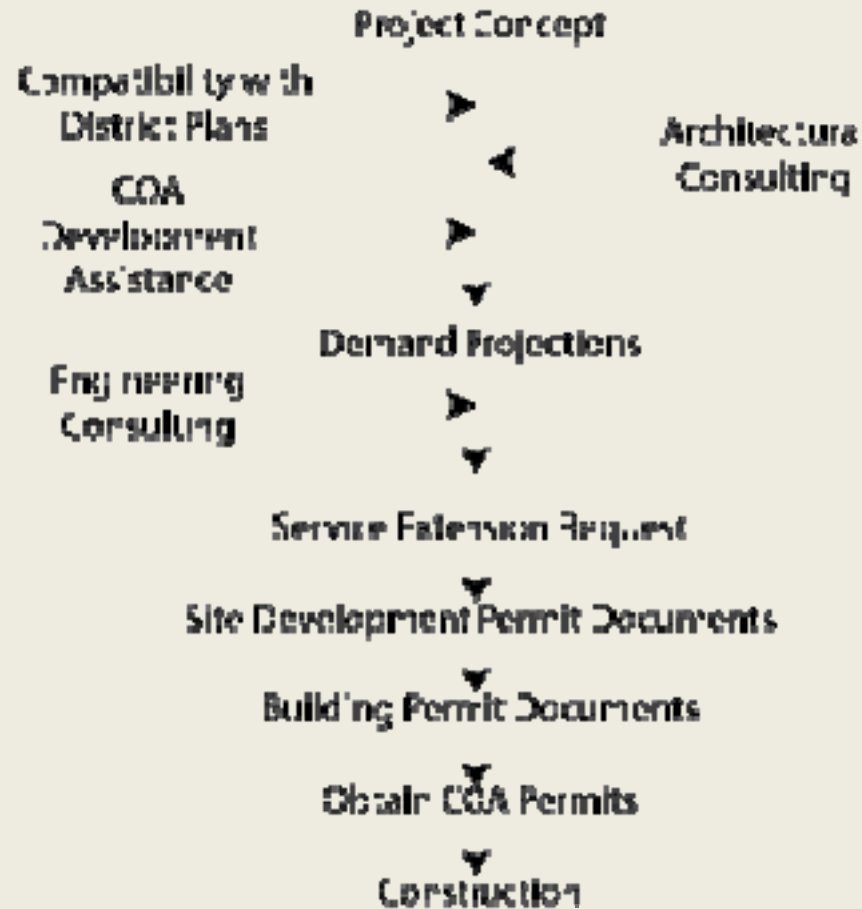 Project Concept
Compatibility with
District Plans
Architectura
Consulting
COA
Development
Assistance
Demand Projections
Engineering
Consulting
Service Extension Request
Site Development Permit Documents
Building Permit Documents
Obtain COA Permits
Construction